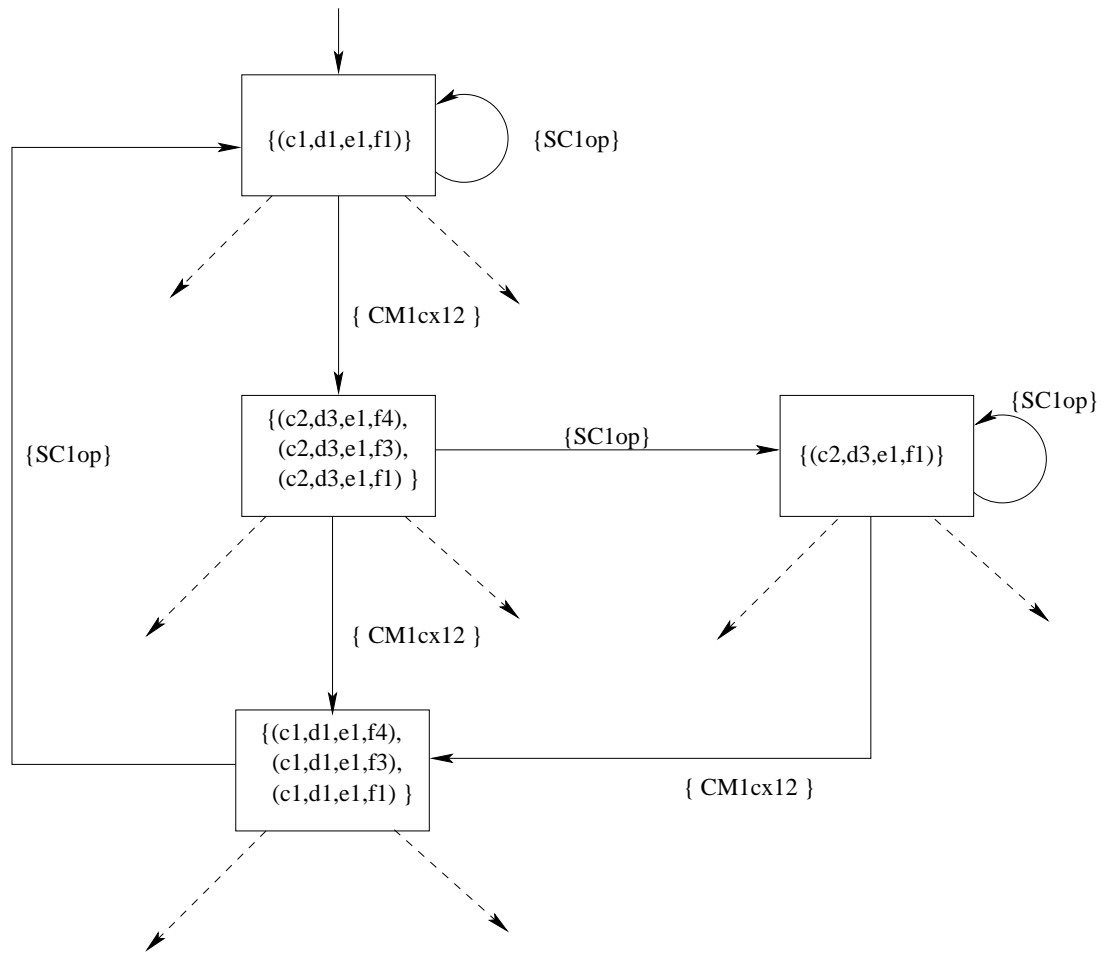 {(c1,d1,e1,f1)}
{SC1op}
{ CM1cx12 }
{SC1op}
{(c2,d3,e1,f4),
(c2,d3,e1,f3),
(c2,d3,e1,f1) }
{SC1op}
{(c2,d3,e1,f1)}
{SC1op}
{ CM1cx12 }
{(c1,d1,e1,f4),
(c1,d1,e1,f3),
(c1,d1,e1,f1) }
{ CM1cx12 }